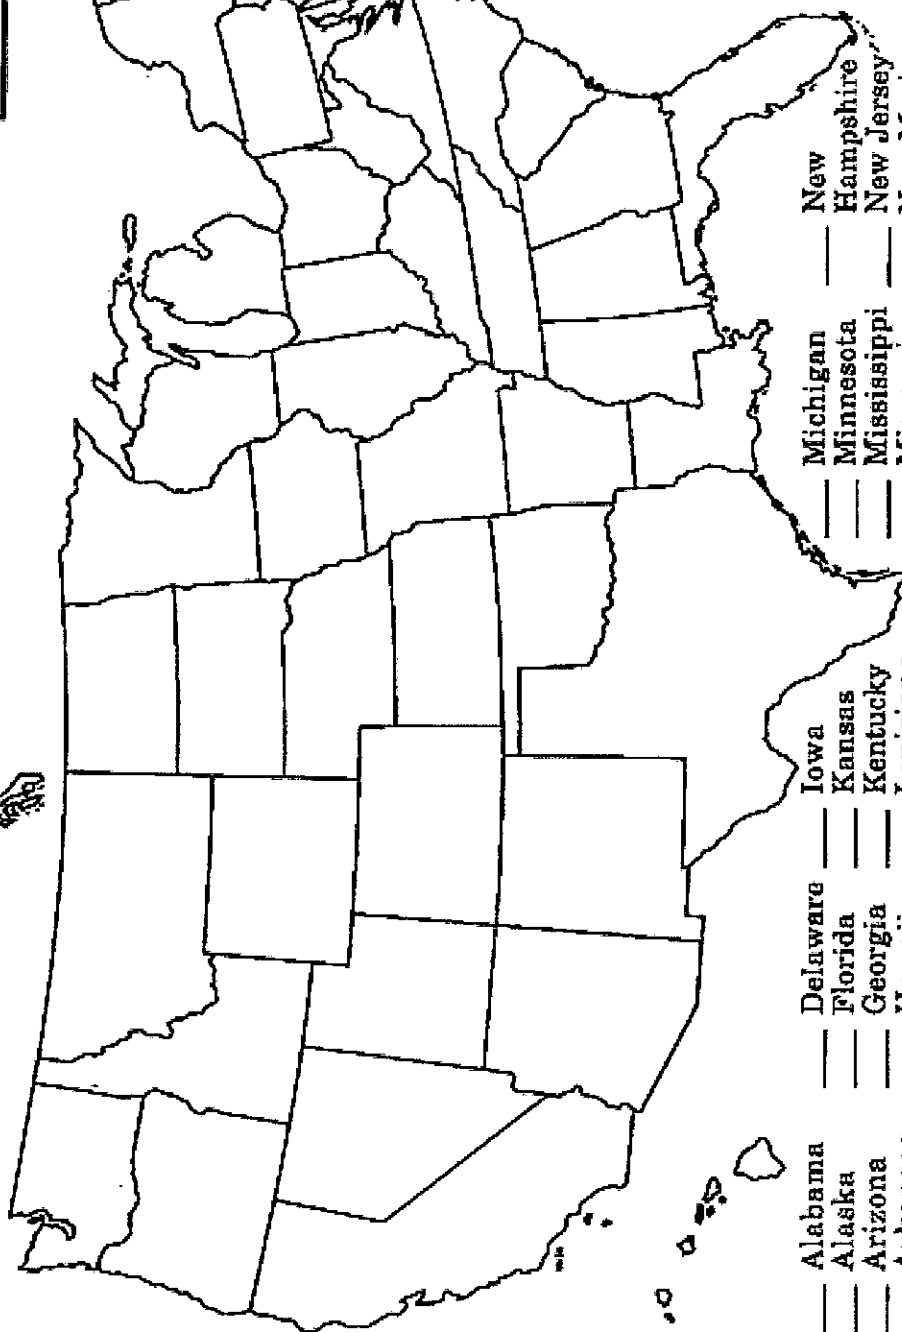 Alabama
Alaska
Arizona
Delaware
Florida
Georgia
Iowa
Kansas
Kentucky
Michigan
Minnesota
Mississippi
New
Hampshire
New Jersey